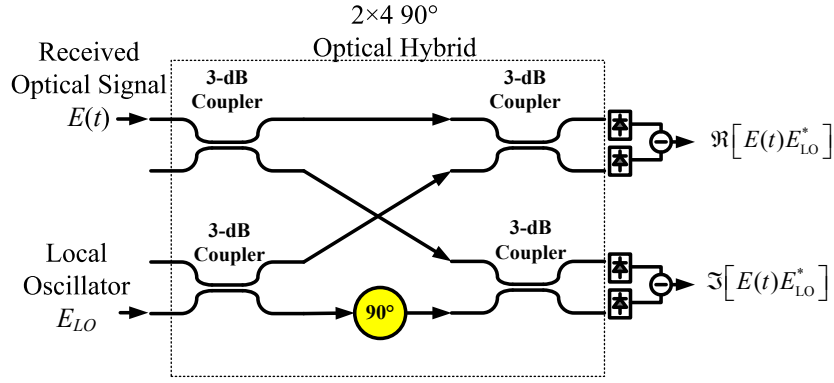 2×4 90°
Optical Hybrid
Received
Optical Signal
E(t)
3-dB
Coupler
3-dB
Coupler
ℜ[E(t)E*LO]
3-dB
Coupler
3-dB
Coupler
Local
Oscillator
ELO
90°
ℑ[E(t)E*LO]